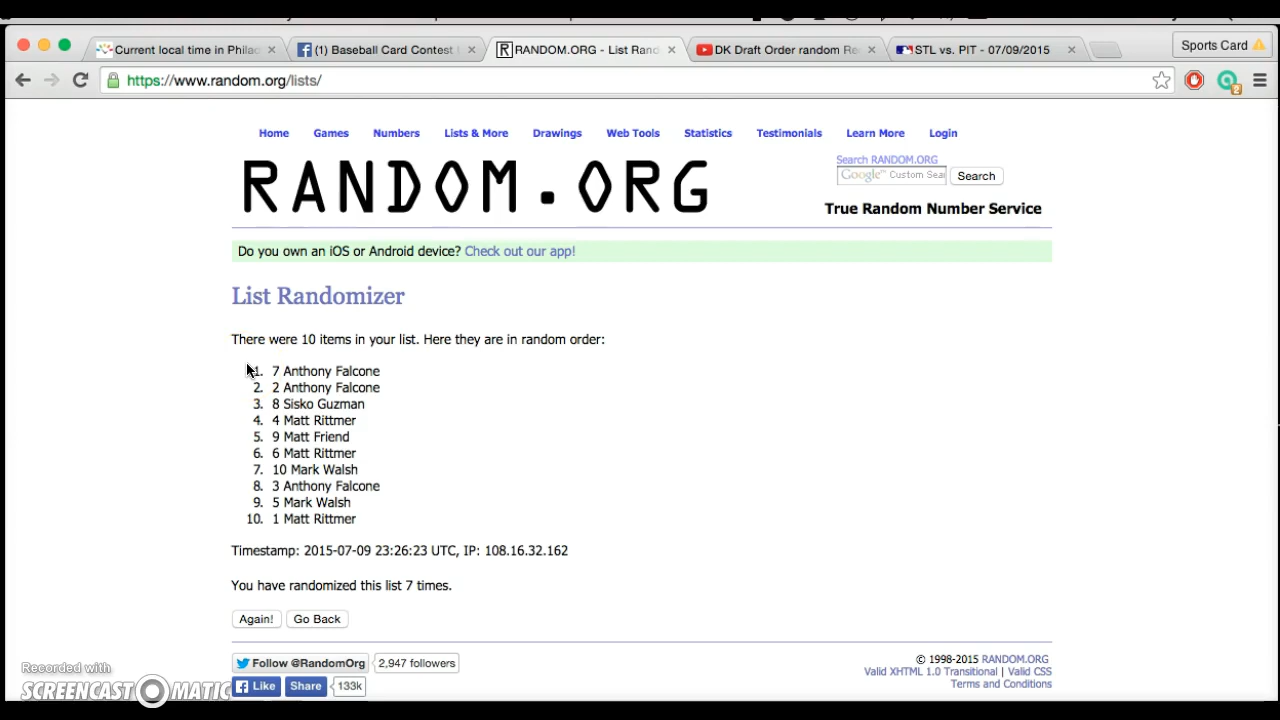 Current local time in Philac
(1) Baseball Card Contest
RANDOM.ORG - List Rand
DK Draft Order random Re
STL vs. PIT - 07/09/2015
Sports Card
https://www.random.org/lists/
2
Home Games Numbers Lists & More Drawings Web Tools Statistics Testimonials Learn More Login
RANDOM.ORG
Search RANDOM.ORG
Google™ Custom Sear
Search
True Random Number Service
Do you own an iOS or Android device? Check out our app!
List Randomizer
There were 10 items in your list. Here they are in random order:
1. 7 Anthony Falcone
2. 2 Anthony Falcone
3. 8 Sisko Guzman
4. 4 Matt Rittmer
5. 9 Matt Friend
6. 6 Matt Rittmer
7. 10 Mark Walsh
8. 3 Anthony Falcone
9. 5 Mark Walsh
10. 1 Matt Rittmer
Timestamp: 2015-07-09 23:26:23 UTC, IP: 108.16.32.162
You have randomized this list 7 times.
Again! Go Back
Follow @RandomOrg 2,947 followers
Like Share 133k
© 1998-2015 RANDOM.ORG
Valid XHTML 1.0 Transitional | Valid CSS
Terms and Conditions
Recorded with
SCREENCAST MATIC